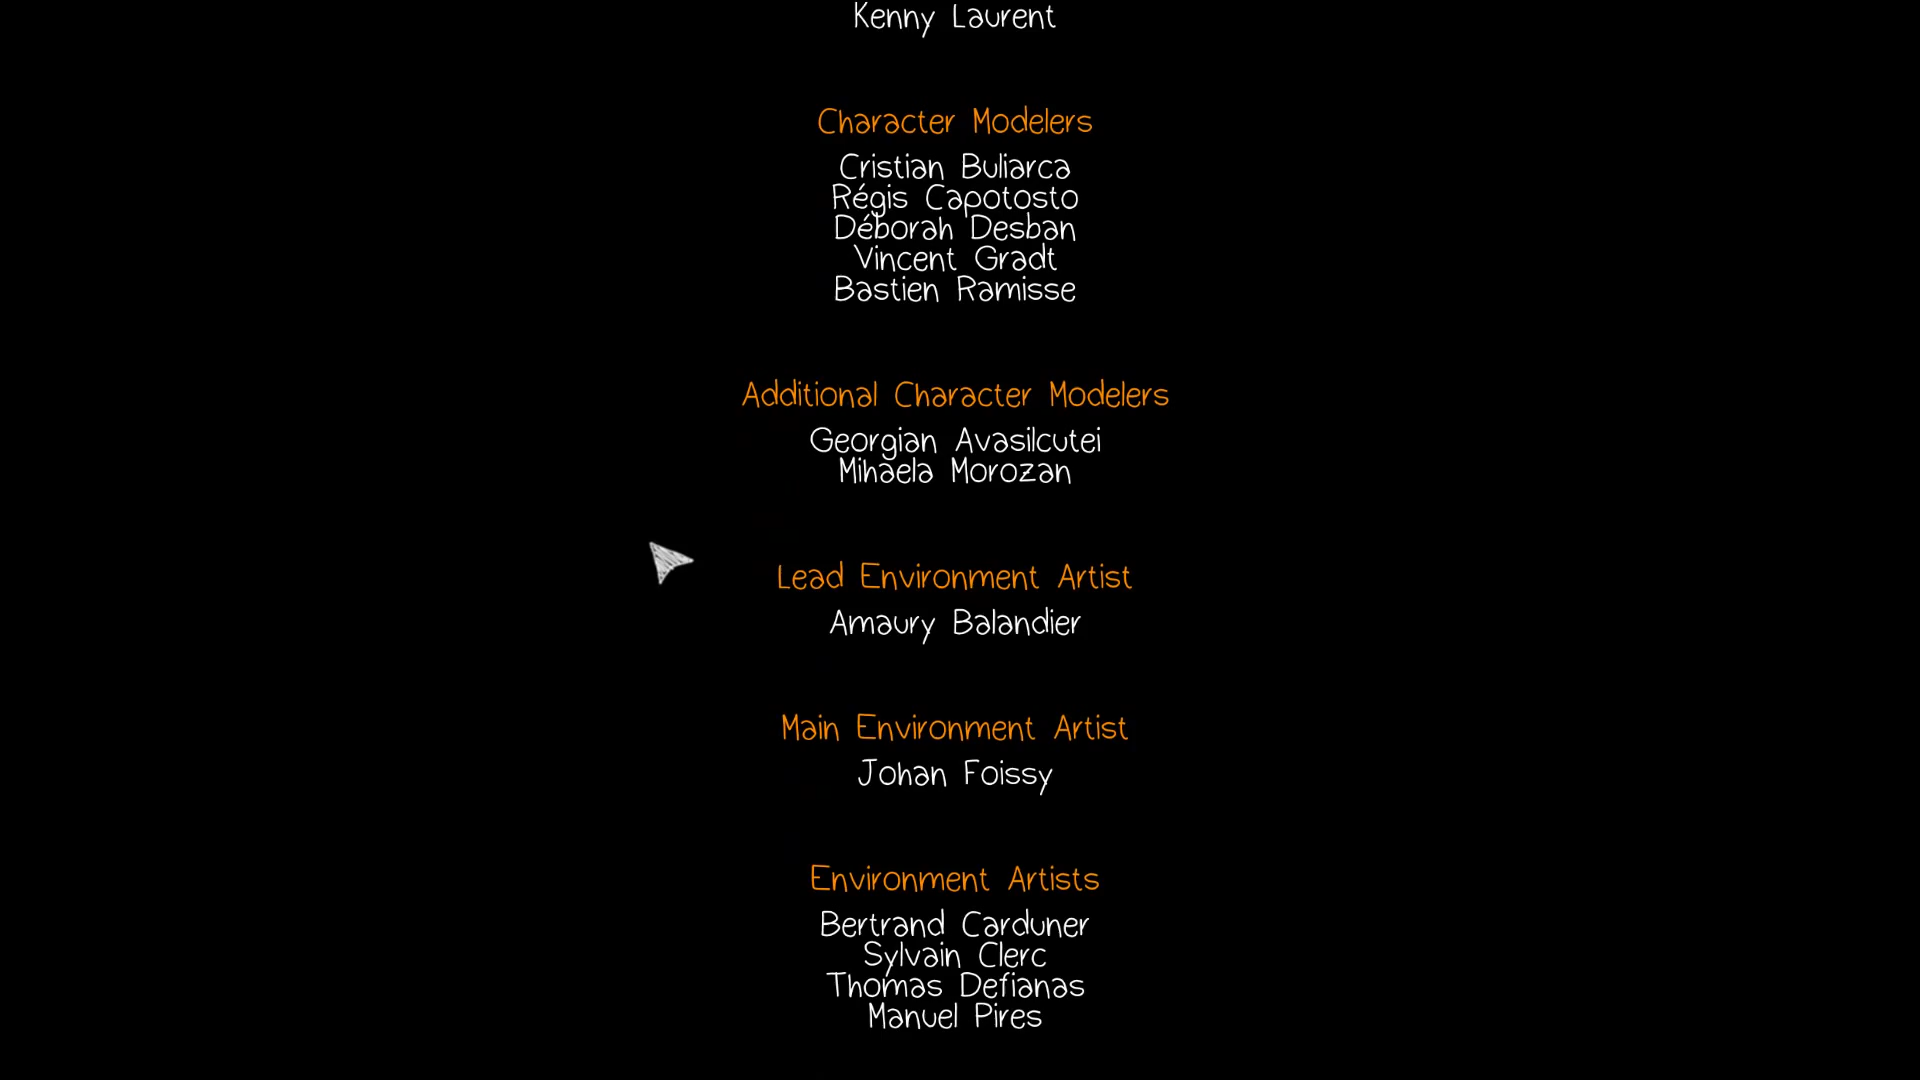 Kenny Laurent
Character Modelers
Cristian Buliarca
Régis Capotosto
Déborah Desban
Vincent Gradt
Bastien Ramisse
Additional Character Modelers
Georgian Avasilcutei
Mihaela Morozan
Lead Environment Artist
Amaury Balandier
Main Environment Artist
Johan Foissy
Environment Artists
Bertrand Carduner
Sylvain Clerc
Thomas Defianas
Manuel Pires